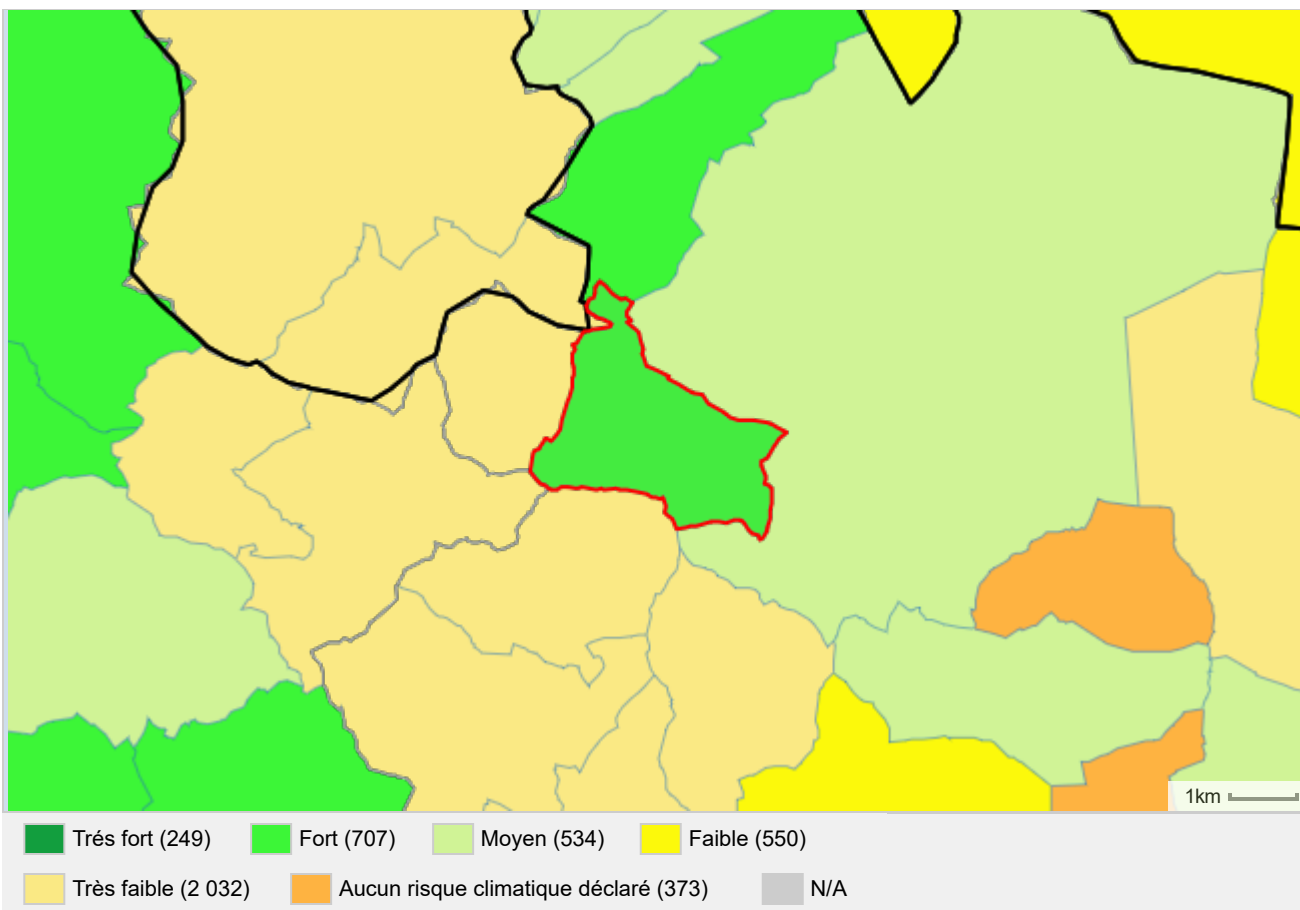 1km
Trés fort (249) Fort (707) Moyen (534) Faible (550)
Très faible (2 032) Aucun risque climatique déclaré (373) N/A